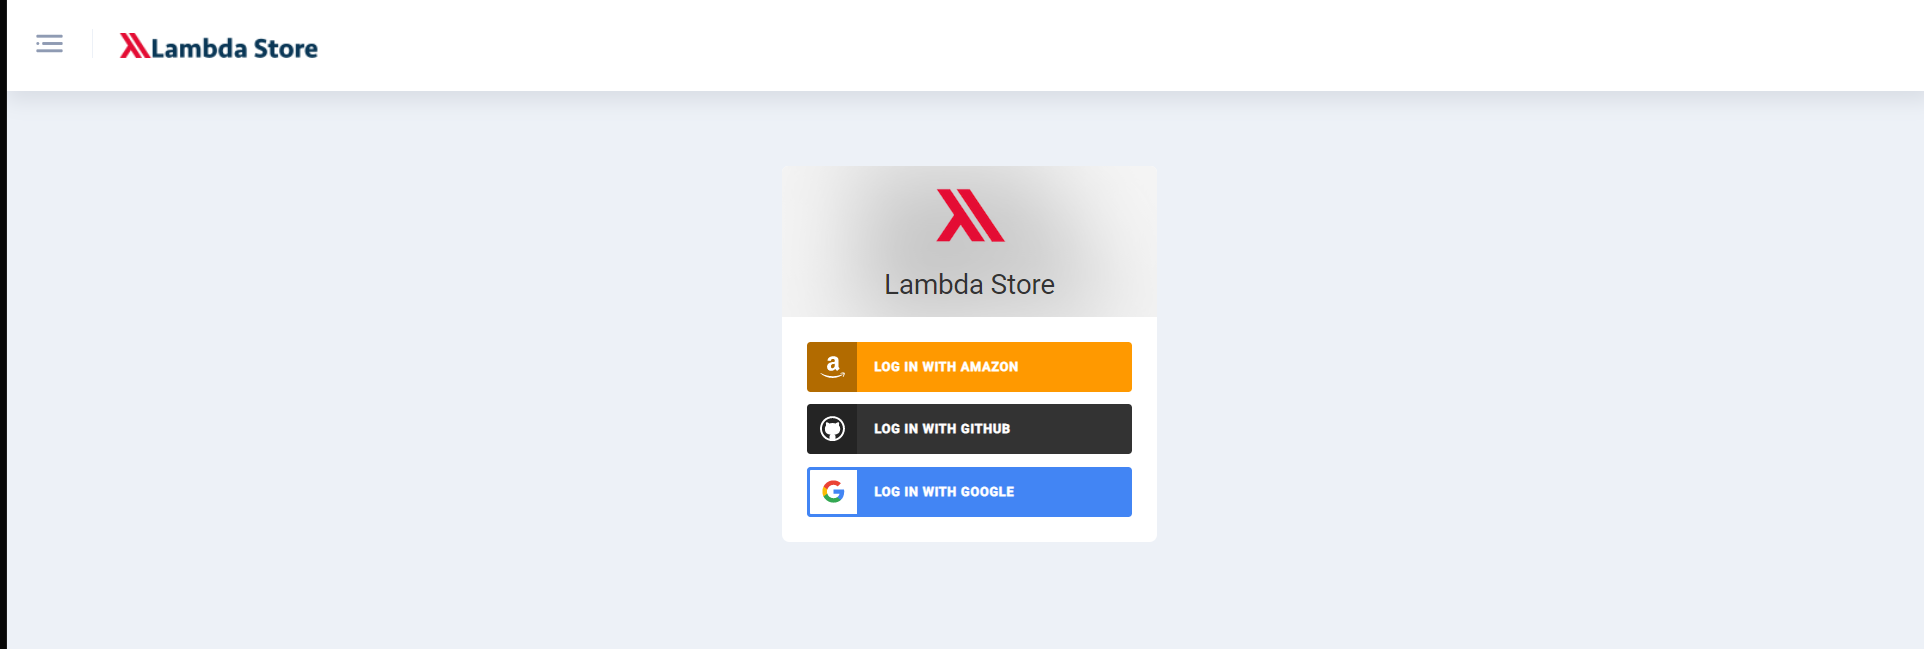 Lambda Store
Lambda Store
LOG IN WITH AMAZON
LOG IN WITH GITHUB
LOG IN WITH GOOGLE